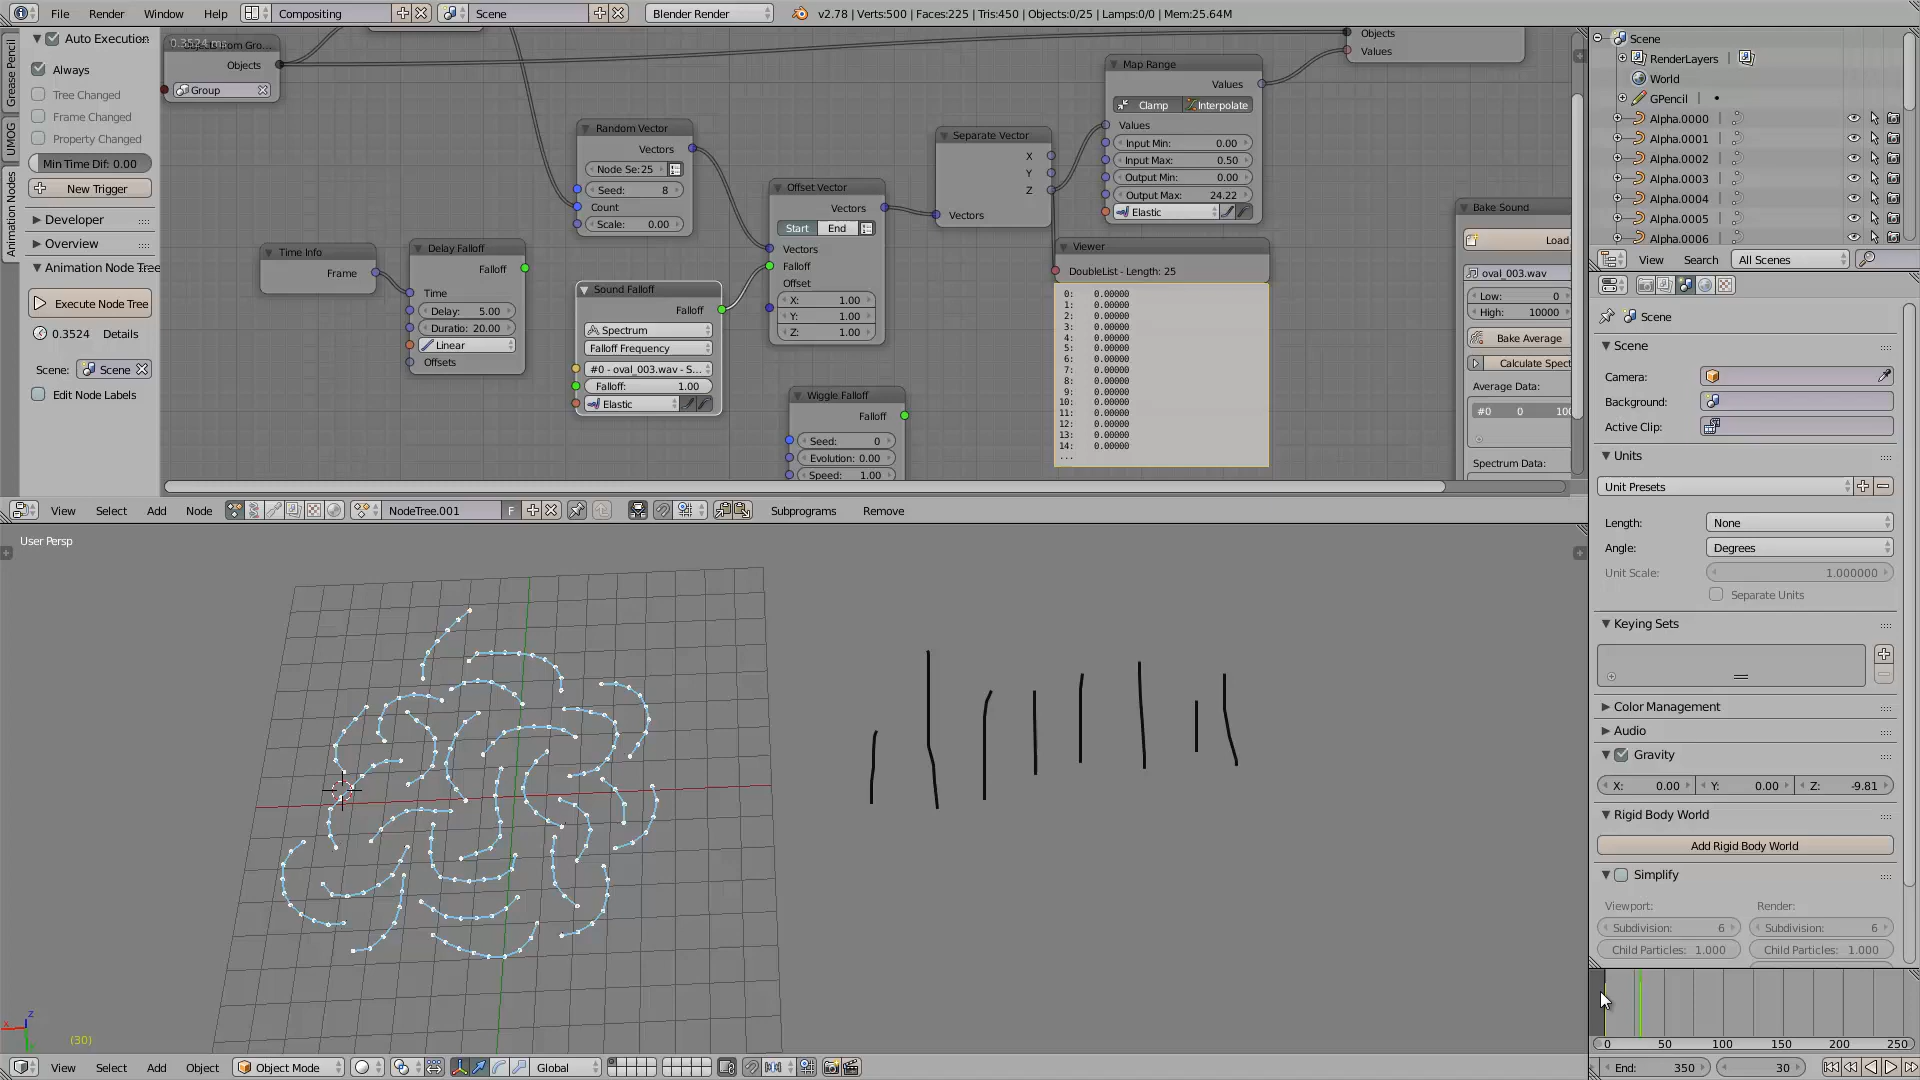 File Render Window Help Compositing Scene Blender Render v2.78 | Verts:500 | Faces:225 | Tris:450 | Objects:0/25 | Lamps:0/0 | Mem:25.64M
Grease Pencil
UMOG
Animation Nodes
Auto Execution
Always
Tree Changed
Frame Changed
Property Changed
Min Time Dif: 0.00
New Trigger
Developer
Overview
Animation Node Tree
Execute Node Tree
0.3524 Details
Scene: Scene
Edit Node Labels
0.3524 ms
Objects from Gro...
Objects
Group
Time Info
Frame
Delay Falloff
Falloff
Time
Delay: 5.00
Duratio: 20.00
Linear
Offsets
Random Vector
Vectors
Node Se: 25
Seed: 8
Count
Scale: 0.00
Sound Falloff
Falloff
Spectrum
Falloff Frequency
#0 - oval_003.wav - S...
Falloff: 1.00
Elastic
Offset Vector
Vectors
Start End
Vectors
Falloff
Offset
X: 1.00
Y: 1.00
Z: 1.00
Wiggle Falloff
Falloff
Seed: 0
Evolution: 0.00
Speed: 1.00
Separate Vector
X
Y
Z
Vectors
Map Range
Values
Clamp Interpolate
Values
Input Min: 0.00
Input Max: 0.50
Output Min: 0.00
Output Max: 24.22
Elastic
Objects
Values
Viewer
DoubleList - Length: 25
0: 0.00000
1: 0.00000
2: 0.00000
3: 0.00000
4: 0.00000
5: 0.00000
6: 0.00000
7: 0.00000
8: 0.00000
9: 0.00000
10: 0.00000
11: 0.00000
12: 0.00000
13: 0.00000
14: 0.00000
...
Bake Sound
Load
oval_003.wav
Low: 0
High: 10000
Bake Average
Calculate Spect
Average Data:
#0 0 100
Spectrum Data:
View Select Add Node NodeTree.001 F Subprograms Remove
User Persp
(30)
View Select Add Object Object Mode Global
Scene
RenderLayers
World
GPencil
Alpha.0000
Alpha.0001
Alpha.0002
Alpha.0003
Alpha.0004
Alpha.0005
Alpha.0006
View Search All Scenes
Scene
Scene
Camera:
Background:
Active Clip:
Units
Unit Presets
Length: None
Angle: Degrees
Unit Scale: 1.000000
Separate Units
Keying Sets
Color Management
Audio
Gravity
X: 0.00 Y: 0.00 Z: -9.81
Rigid Body World
Add Rigid Body World
Simplify
Viewport: Render:
Subdivision: 6 Subdivision: 6
Child Particles: 1.000 Child Particles: 1.000
0 50 100 150 200 250
End: 350 30